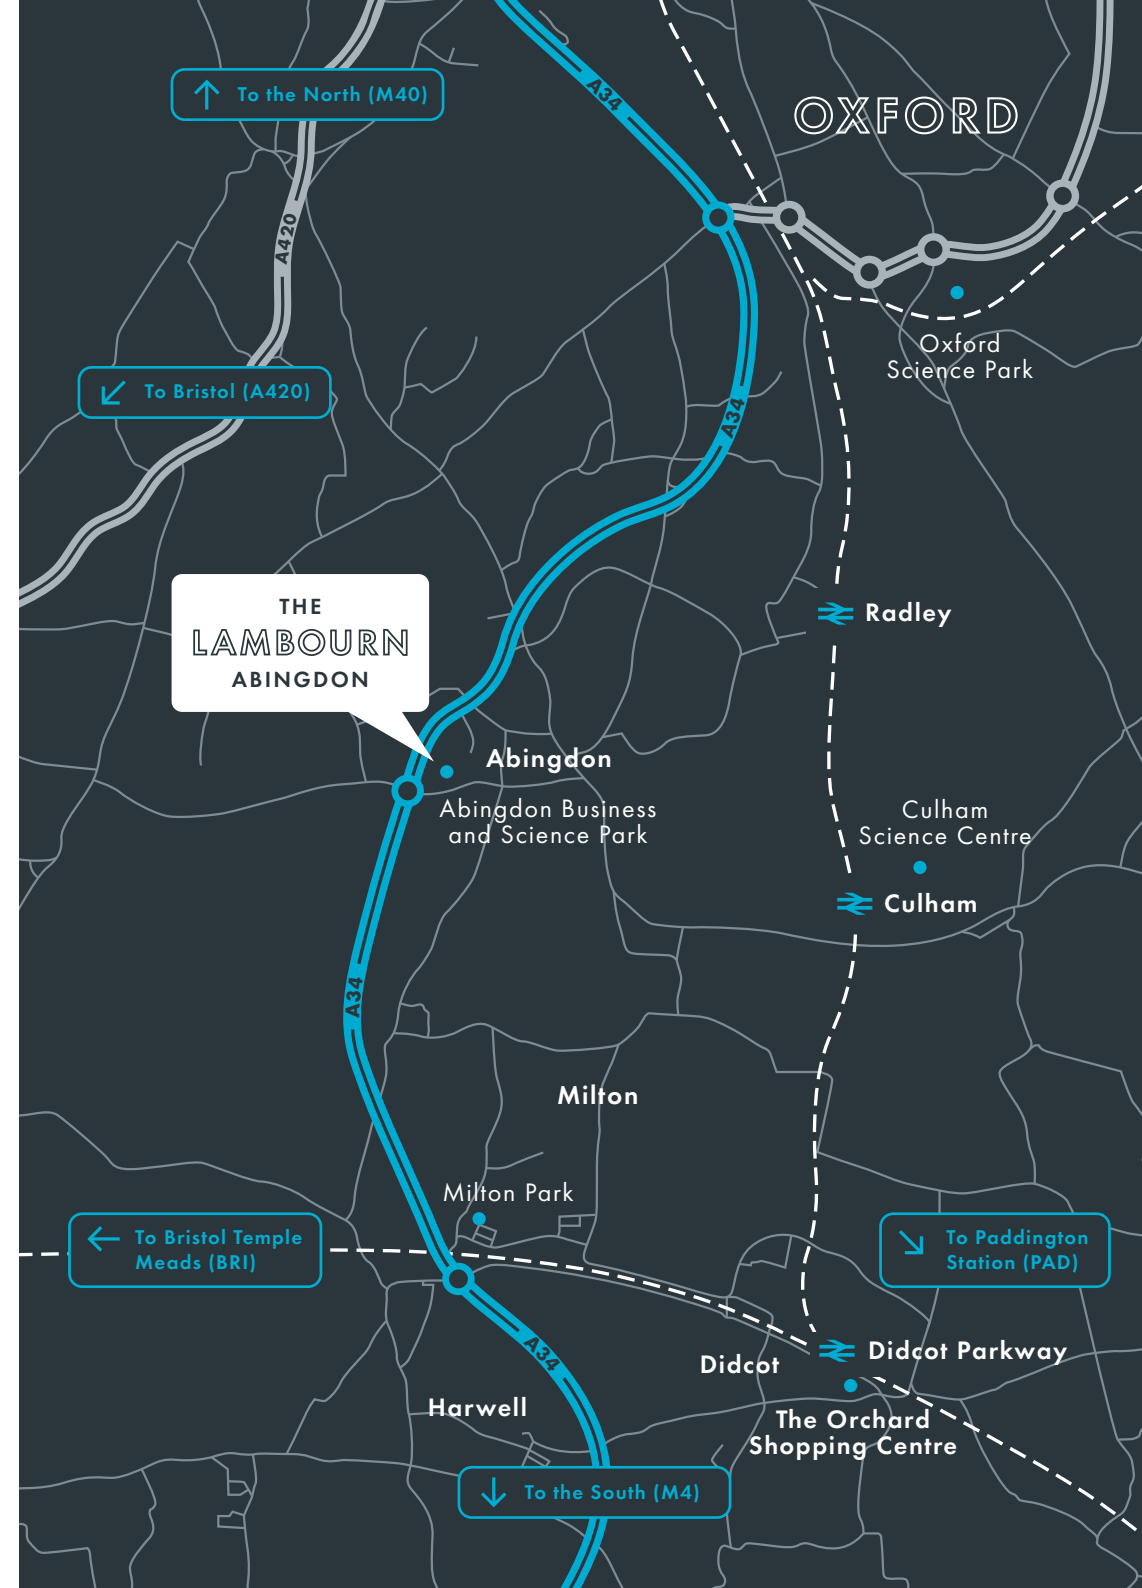 A34
To the North (M40)
OXFORD
A420
Oxford
Science Park
To Bristol (A420)
A34
THE
LAMBOURN
ABINGDON
Radley
Abingdon
Abingdon Business
and Science Park
Culham
Science Centre
Culham
A34
Milton
Milton Park
To Bristol Temple
Meads (BRI)
To Paddington
Station (PAD)
A34
Didcot Parkway
Didcot
Harwell
The Orchard
Shopping Centre
To the South (M4)